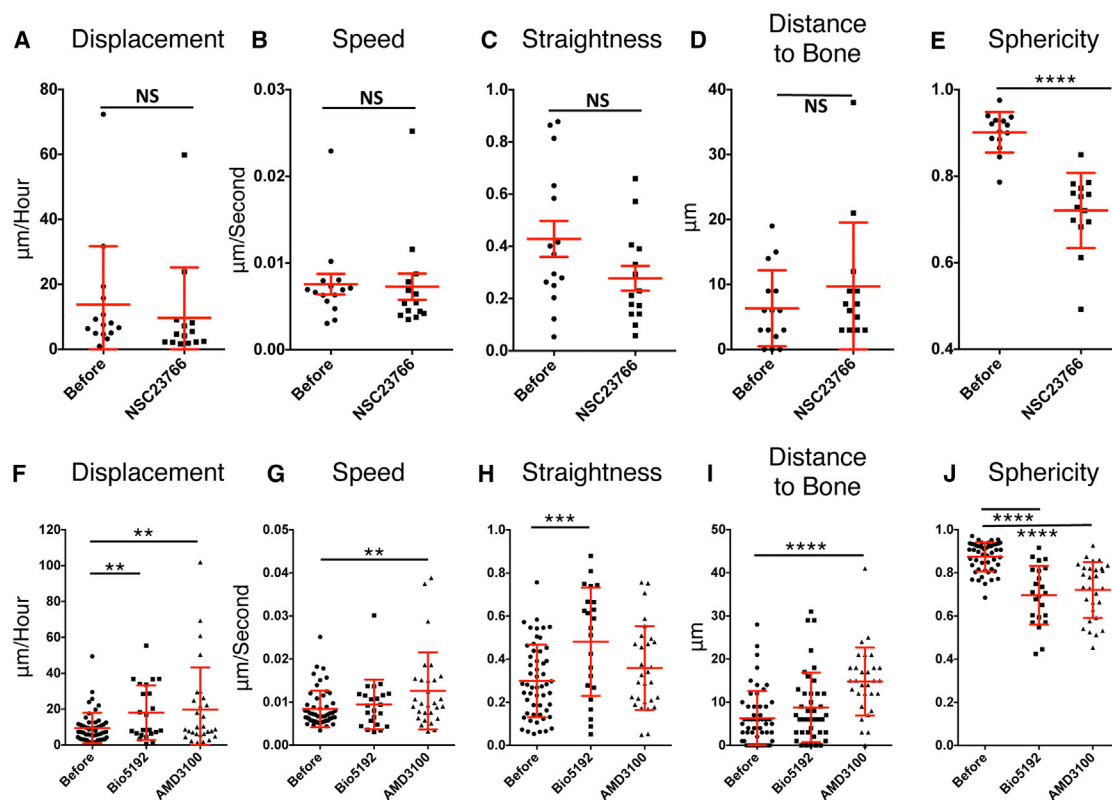 A Displacement
µm/Hour
80
60
40
20
0
NS
Before
NSC23766
B Speed
µm/Second
0.03
0.02
0.01
0.00
NS
Before
NSC23766
C Straightness
1.0
0.8
0.6
0.4
0.2
0.0
NS
Before
NSC23766
D Distance
to Bone
µm
40
30
20
10
0
NS
Before
NSC23766
E Sphericity
1.0
0.8
0.6
0.4
****
Before
NSC23766
F Displacement
µm/Hour
120
100
80
60
40
20
0
**
**
Before
Bio5192
AMD3100
G Speed
µm/Second
0.05
0.04
0.03
0.02
0.01
0.00
**
Before
Bio5192
AMD3100
H Straightness
1.0
0.8
0.6
0.4
0.2
0.0
***
Before
Bio5192
AMD3100
I Distance
to Bone
µm
50
40
30
20
10
0
****
Before
Bio5192
AMD3100
J Sphericity
1.0
0.8
0.6
0.4
0.2
0.0
****
****
Before
Bio5192
AMD3100